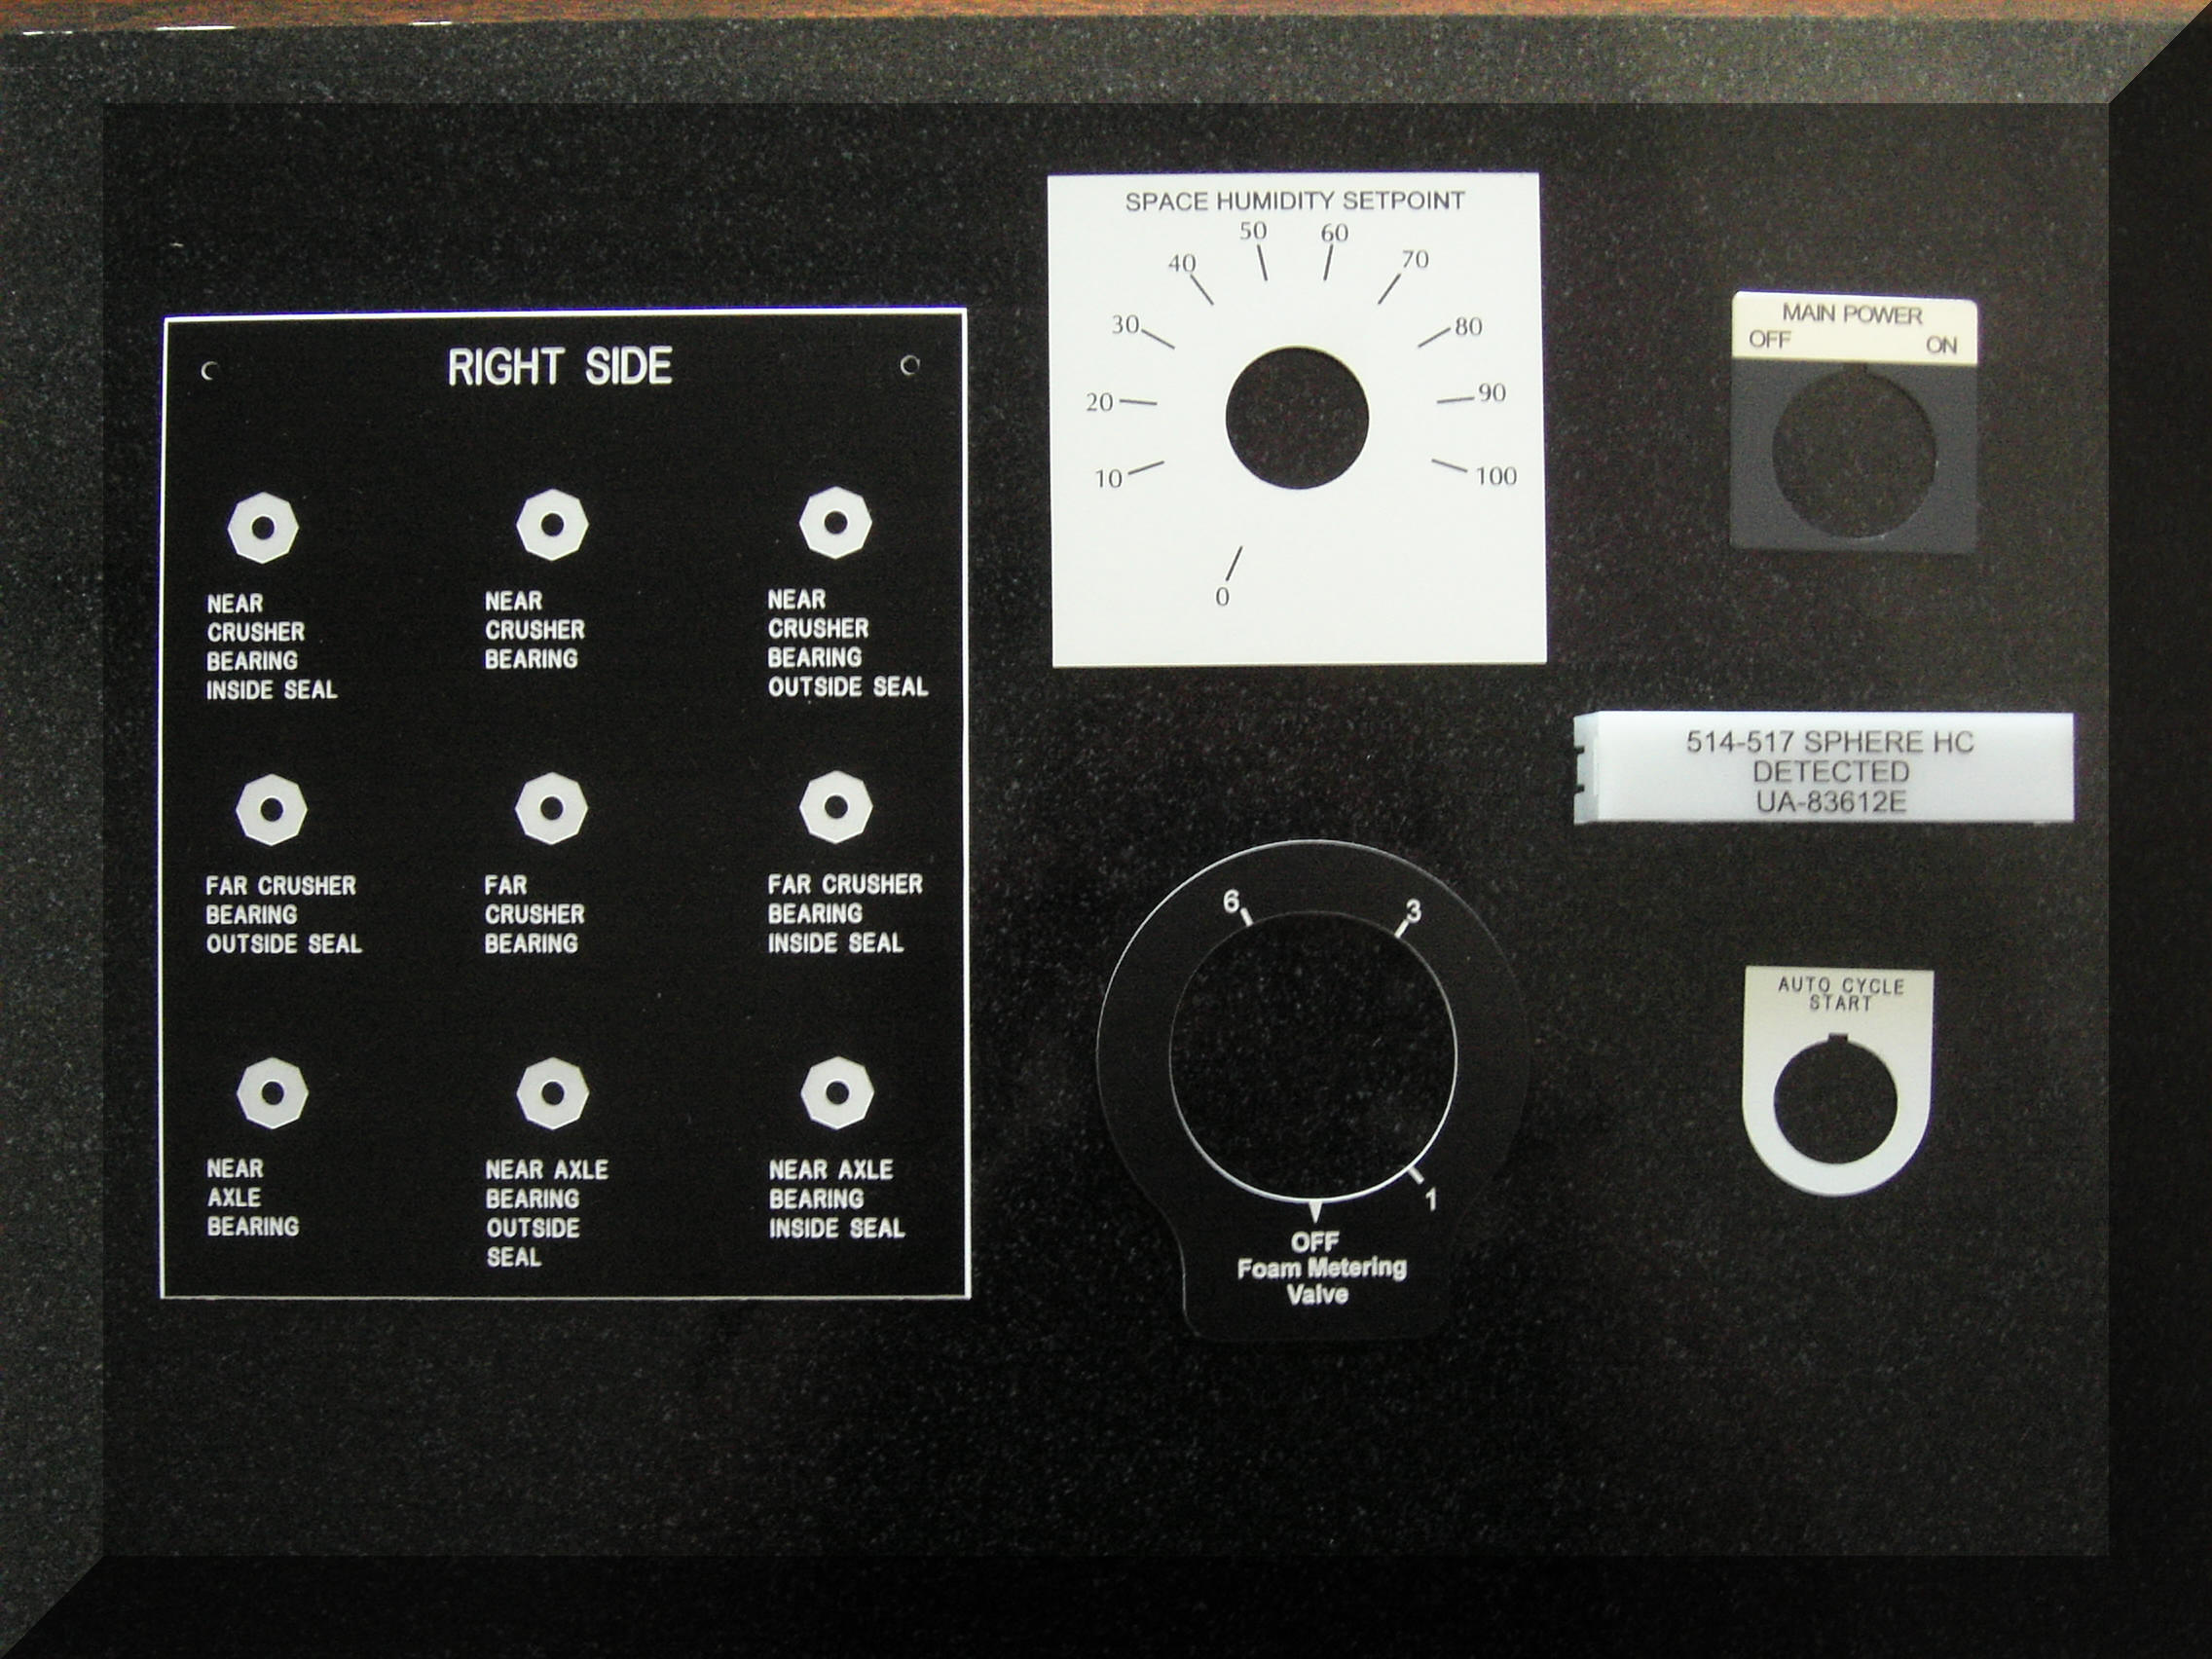 RIGHT SIDE
NEAR
CRUSHER
BEARING
INSIDE SEAL
NEAR
CRUSHER
BEARING
NEAR
CRUSHER
BEARING
OUTSIDE SEAL
FAR CRUSHER
BEARING
OUTSIDE SEAL
FAR
CRUSHER
BEARING
FAR CRUSHER
BEARING
INSIDE SEAL
NEAR
AXLE
BEARING
NEAR AXLE
BEARING
OUTSIDE
SEAL
NEAR AXLE
BEARING
INSIDE SEAL
SPACE HUMIDITY SETPOINT
0
10
20
30
40
50
60
70
80
90
100
6
3
1
OFF
Foam Metering
Valve
MAIN POWER
OFF ON
514-517 SPHERE HC
DETECTED
UA-83612E
AUTO CYCLE
START